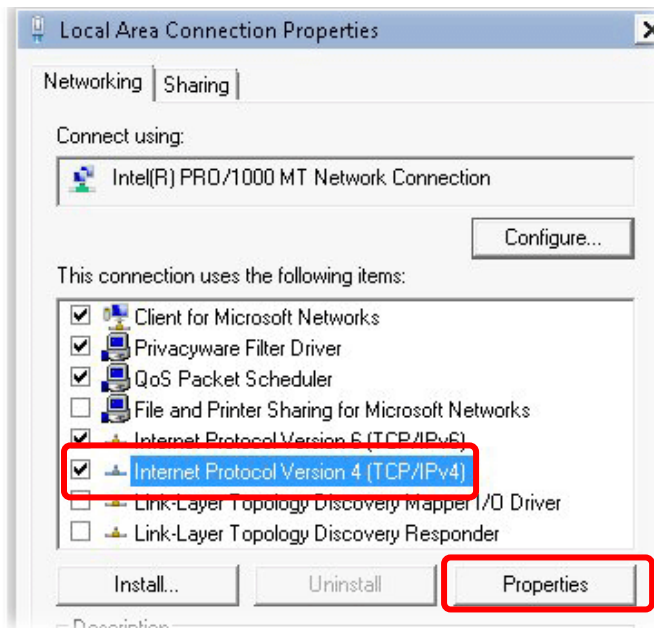 Local Area Connection Properties
Networking
Sharing
Connect using:
Intel(R) PRO/1000 MT Network Connection
Configure...
This connection uses the following items:
Client for Microsoft Networks
Privacyware Filter Driver
QoS Packet Scheduler
File and Printer Sharing for Microsoft Networks
Internet Protocol Version 6 (TCP/IPv6)
Internet Protocol Version 4 (TCP/IPv4)
Link-Layer Topology Discovery Mapper I/O Driver
Link-Layer Topology Discovery Responder
Install...
Uninstall
Properties
Description